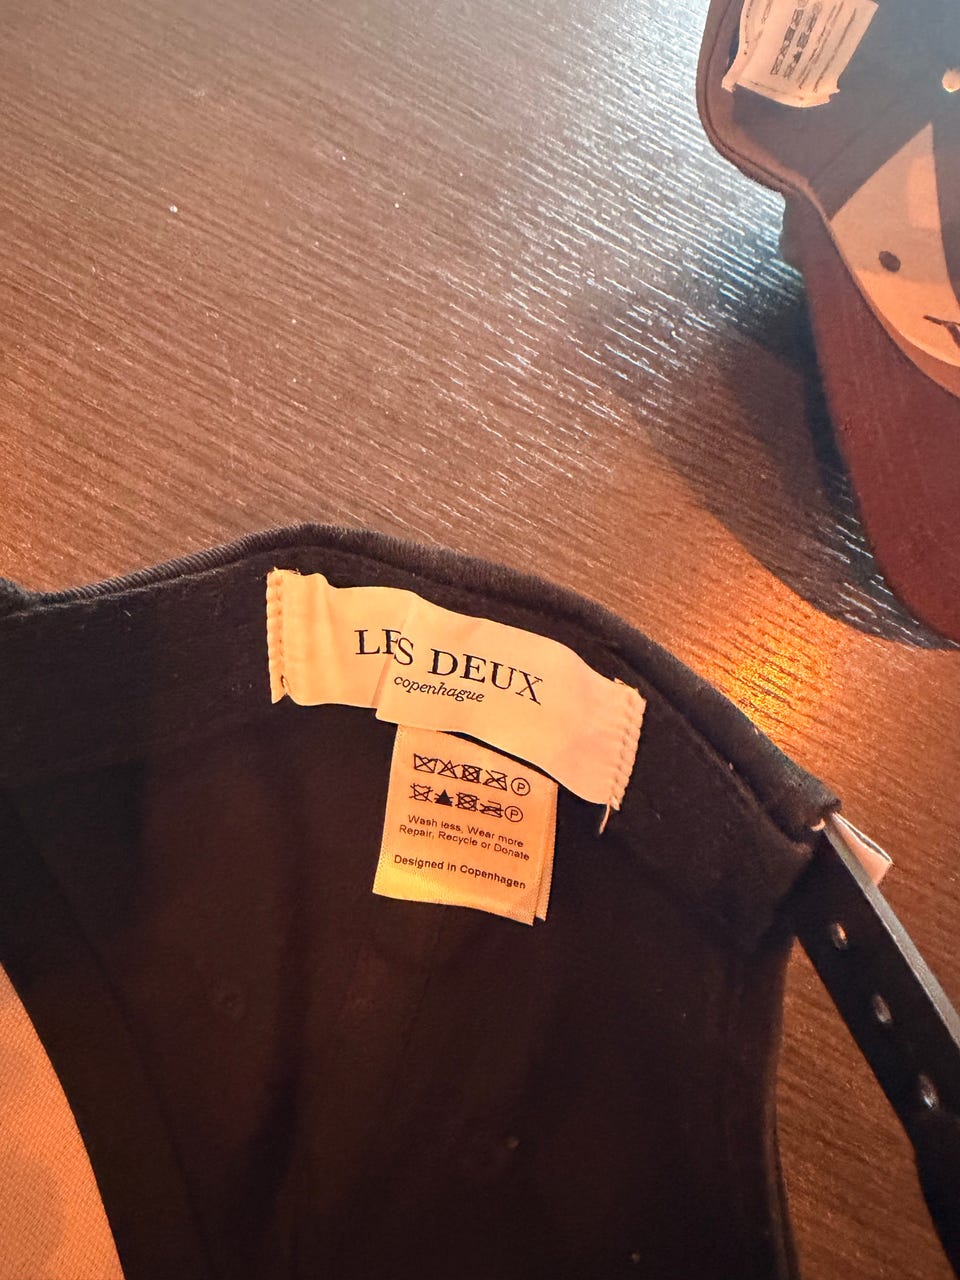 LES DEUX
copenhague
P
P
Wash less, Wear more
Repair, Recycle or Donate
Designed in Copenhagen